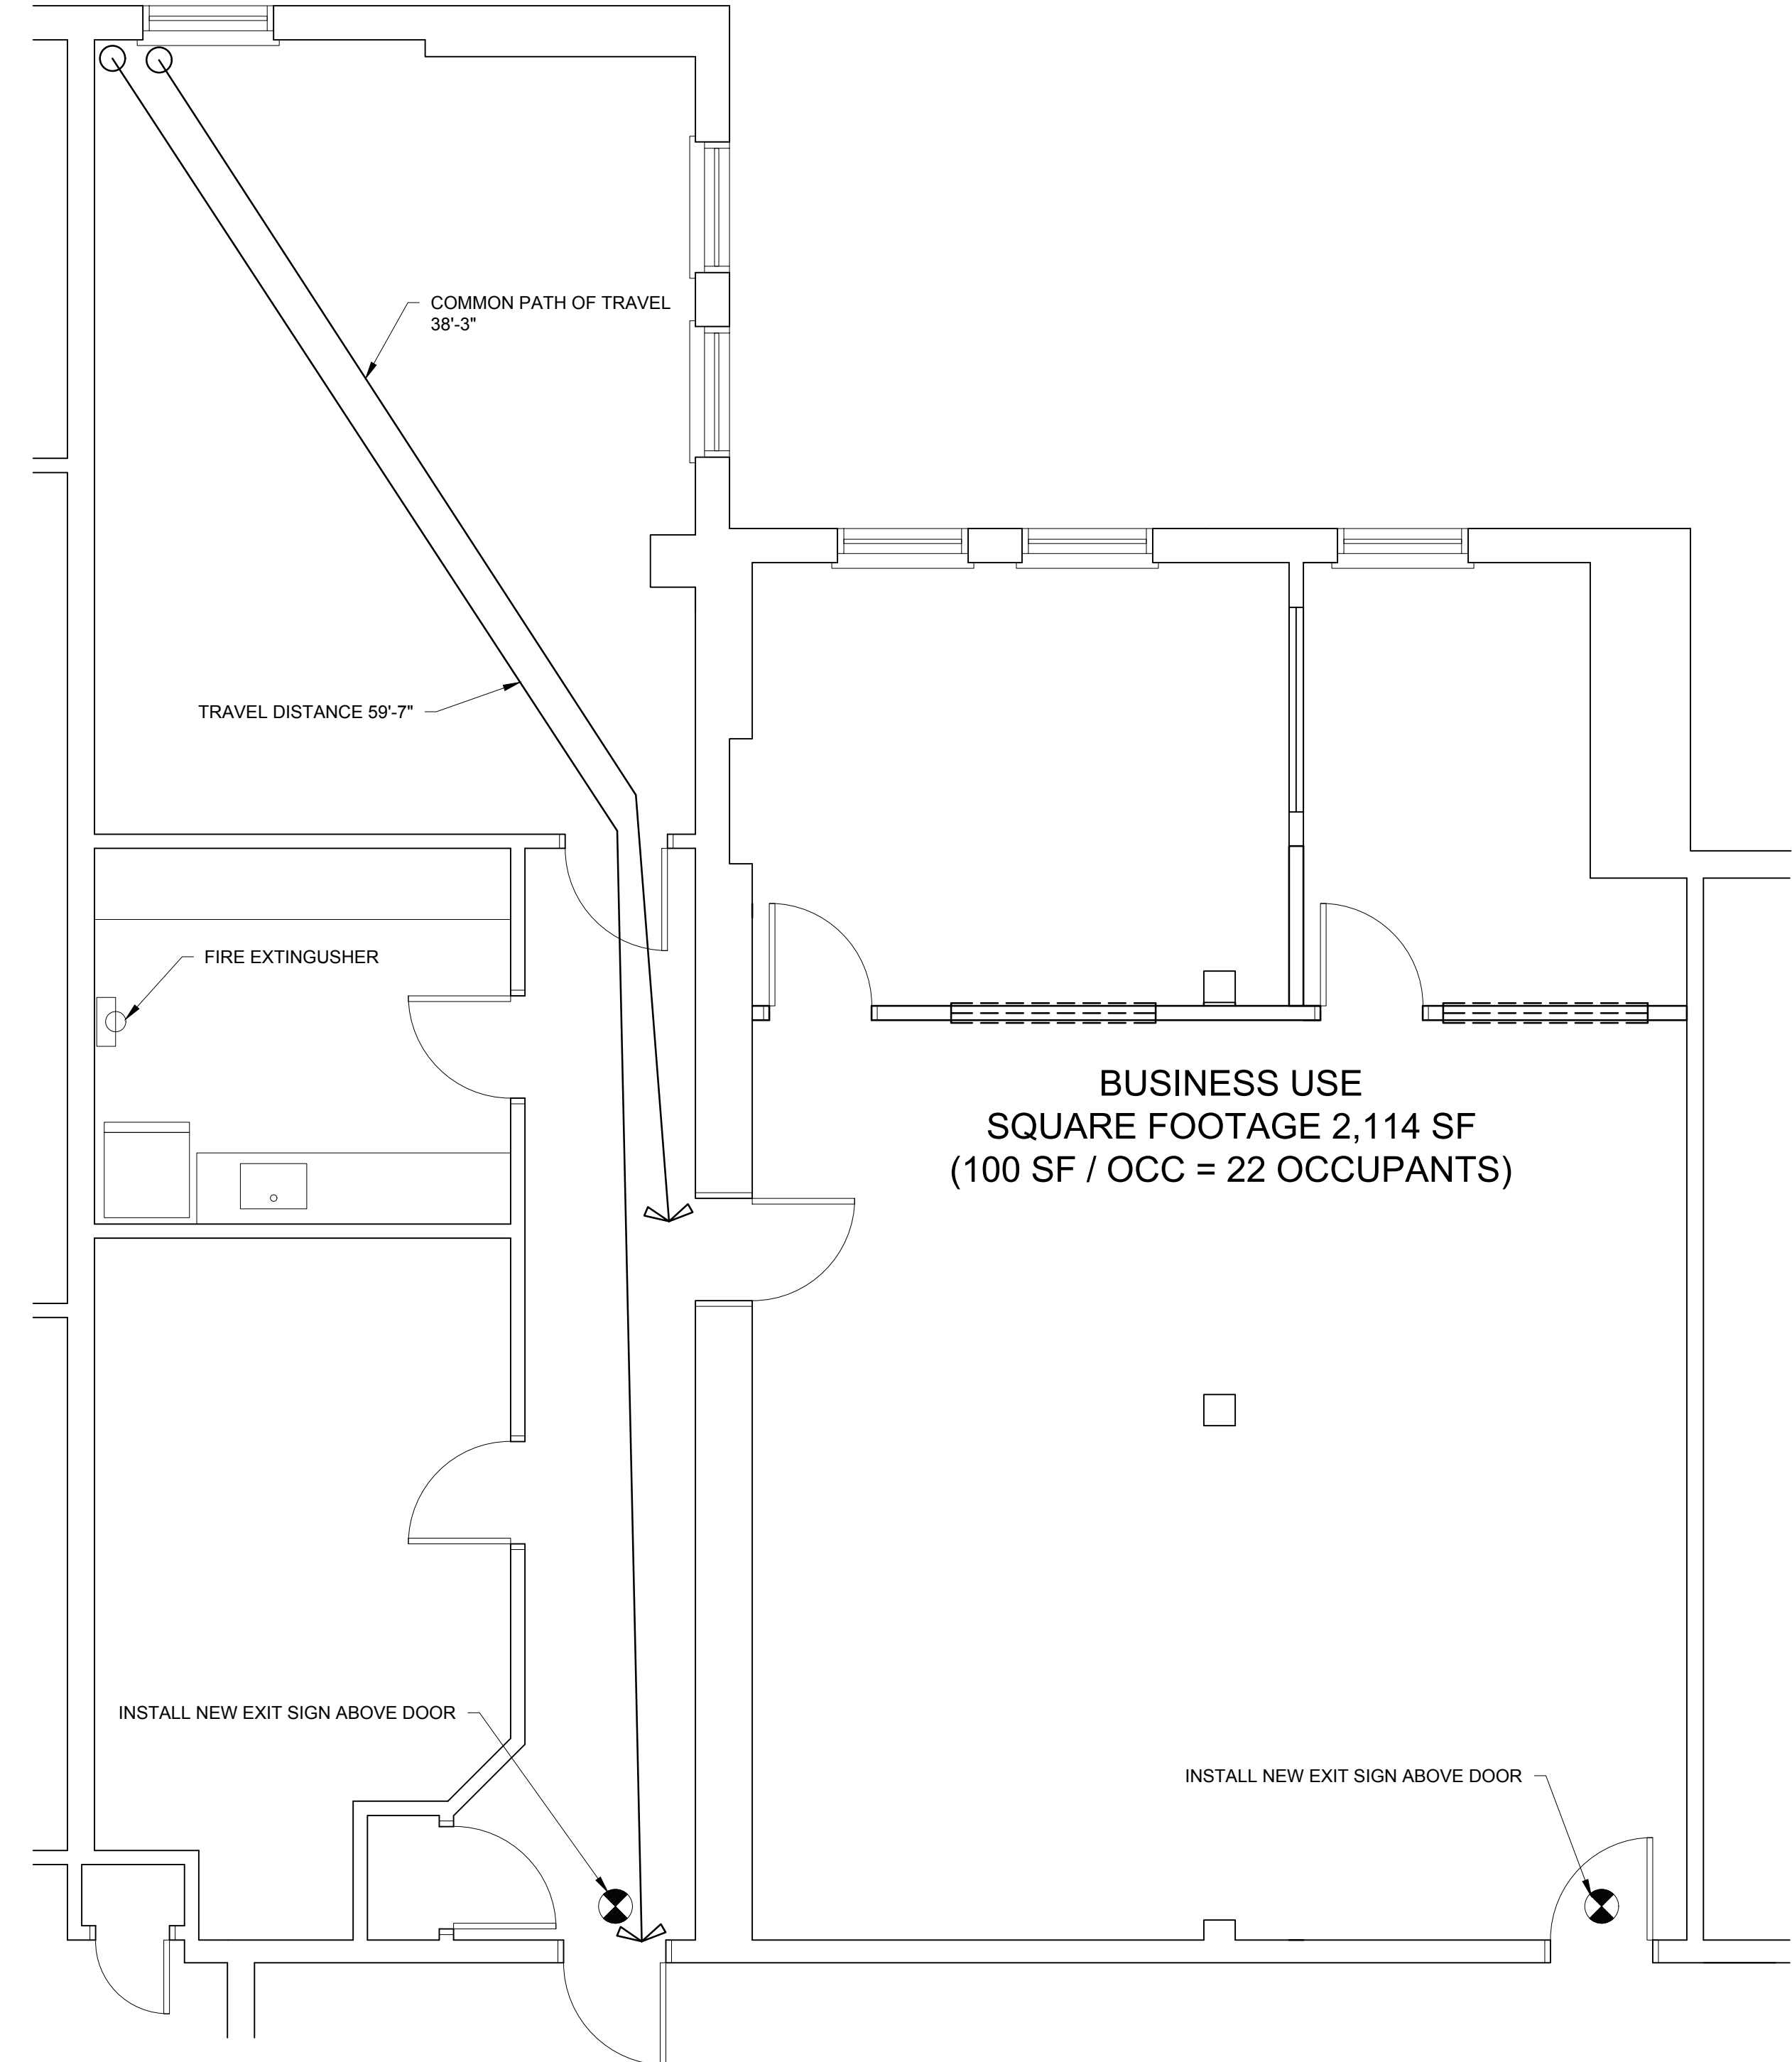 COMMON PATH OF TRAVEL
38'-3"
TRAVEL DISTANCE 59'-7"
FIRE EXTINGUSHER
BUSINESS USE
SQUARE FOOTAGE 2,114 SF
(100 SF / OCC = 22 OCCUPANTS)
INSTALL NEW EXIT SIGN ABOVE DOOR
INSTALL NEW EXIT SIGN ABOVE DOOR